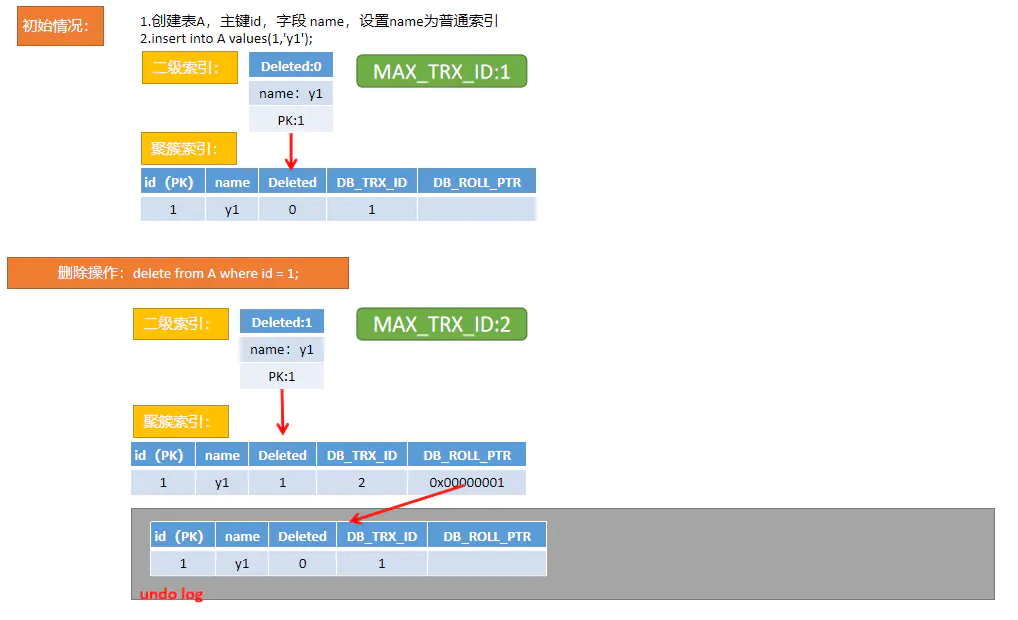 初始情况：
1.创建表A，主键id，字段 name，设置name为普通索引
2.insert into A values(1,'y1');
二级索引：
Deleted:0
MAX_TRX_ID:1
name：y1
PK:1
聚簇索引：
id（PK） name Deleted DB_TRX_ID DB_ROLL_PTR
1 y1 0 1
删除操作：delete from A where id = 1;
二级索引：
Deleted:1
MAX_TRX_ID:2
name：y1
PK:1
聚簇索引：
id（PK） name Deleted DB_TRX_ID DB_ROLL_PTR
1 y1 1 2 0x00000001
id（PK） name Deleted DB_TRX_ID DB_ROLL_PTR
1 y1 0 1
undo log